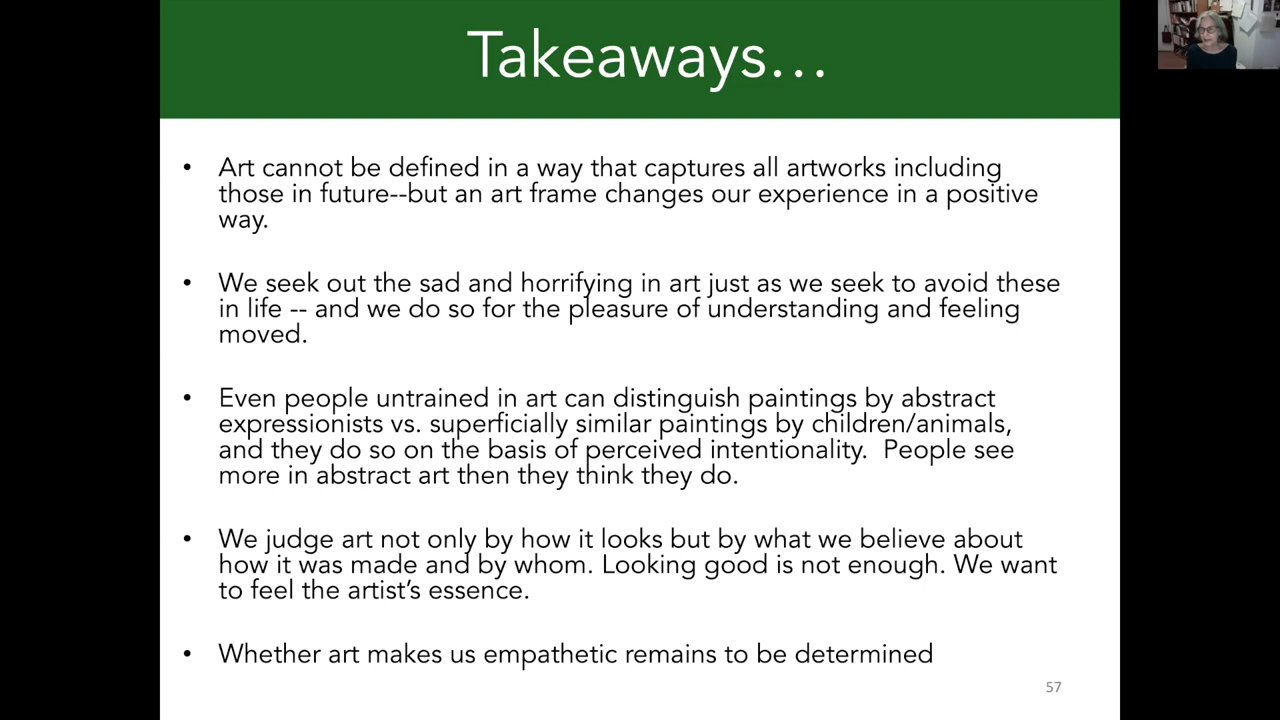 Takeaways...
• Art cannot be defined in a way that captures all artworks including
those in future--but an art frame changes our experience in a positive
way.
• We seek out the sad and horrifying in art just as we seek to avoid these
in life -- and we do so for the pleasure of understanding and feeling
moved.
• Even people untrained in art can distinguish paintings by abstract
expressionists vs. superficially similar paintings by children/animals,
and they do so on the basis of perceived intentionality.  People see
more in abstract art then they think they do.
• We judge art not only by how it looks but by what we believe about
how it was made and by whom. Looking good is not enough. We want
to feel the artist’s essence.
• Whether art makes us empathetic remains to be determined
57